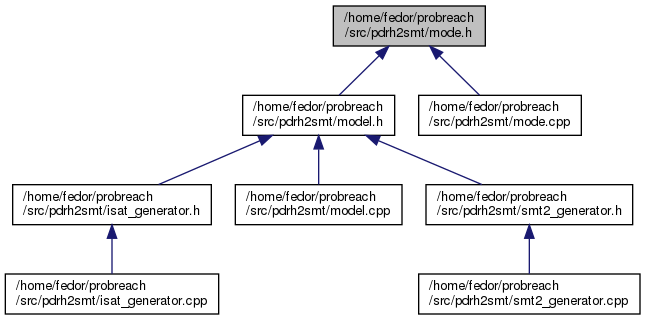 /home/fedor/probreach
/src/pdrh2smt/mode.h
/home/fedor/probreach
/src/pdrh2smt/model.h
/home/fedor/probreach
/src/pdrh2smt/mode.cpp
/home/fedor/probreach
/src/pdrh2smt/isat_generator.h
/home/fedor/probreach
/src/pdrh2smt/model.cpp
/home/fedor/probreach
/src/pdrh2smt/smt2_generator.h
/home/fedor/probreach
/src/pdrh2smt/isat_generator.cpp
/home/fedor/probreach
/src/pdrh2smt/smt2_generator.cpp